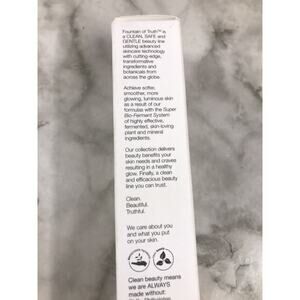 Fountain of Truth™ is
a CLEAN, SAFE and
GENTLE beauty line
utilizing advanced
skincare technology
with cutting-edge,
transformative
ingredients and
botanicals from
across the globe
Achieve softer,
smoother, more
glowing, luminous skin
as a result of our
formulas with the Super
Bio-Ferment System
of highly effective,
fermented, skin-loving
plant and mineral
ingredients.
Our collection delivers
beauty benefits your
skin needs and craves
resulting in a healthy
glow. Finally, a clean
and efficacious beauty
line you can trust.
Clean.
Beautiful.
Truthful.
We care about you
and what you put
on your skin.
Clean beauty means
we are ALWAYS
made without: